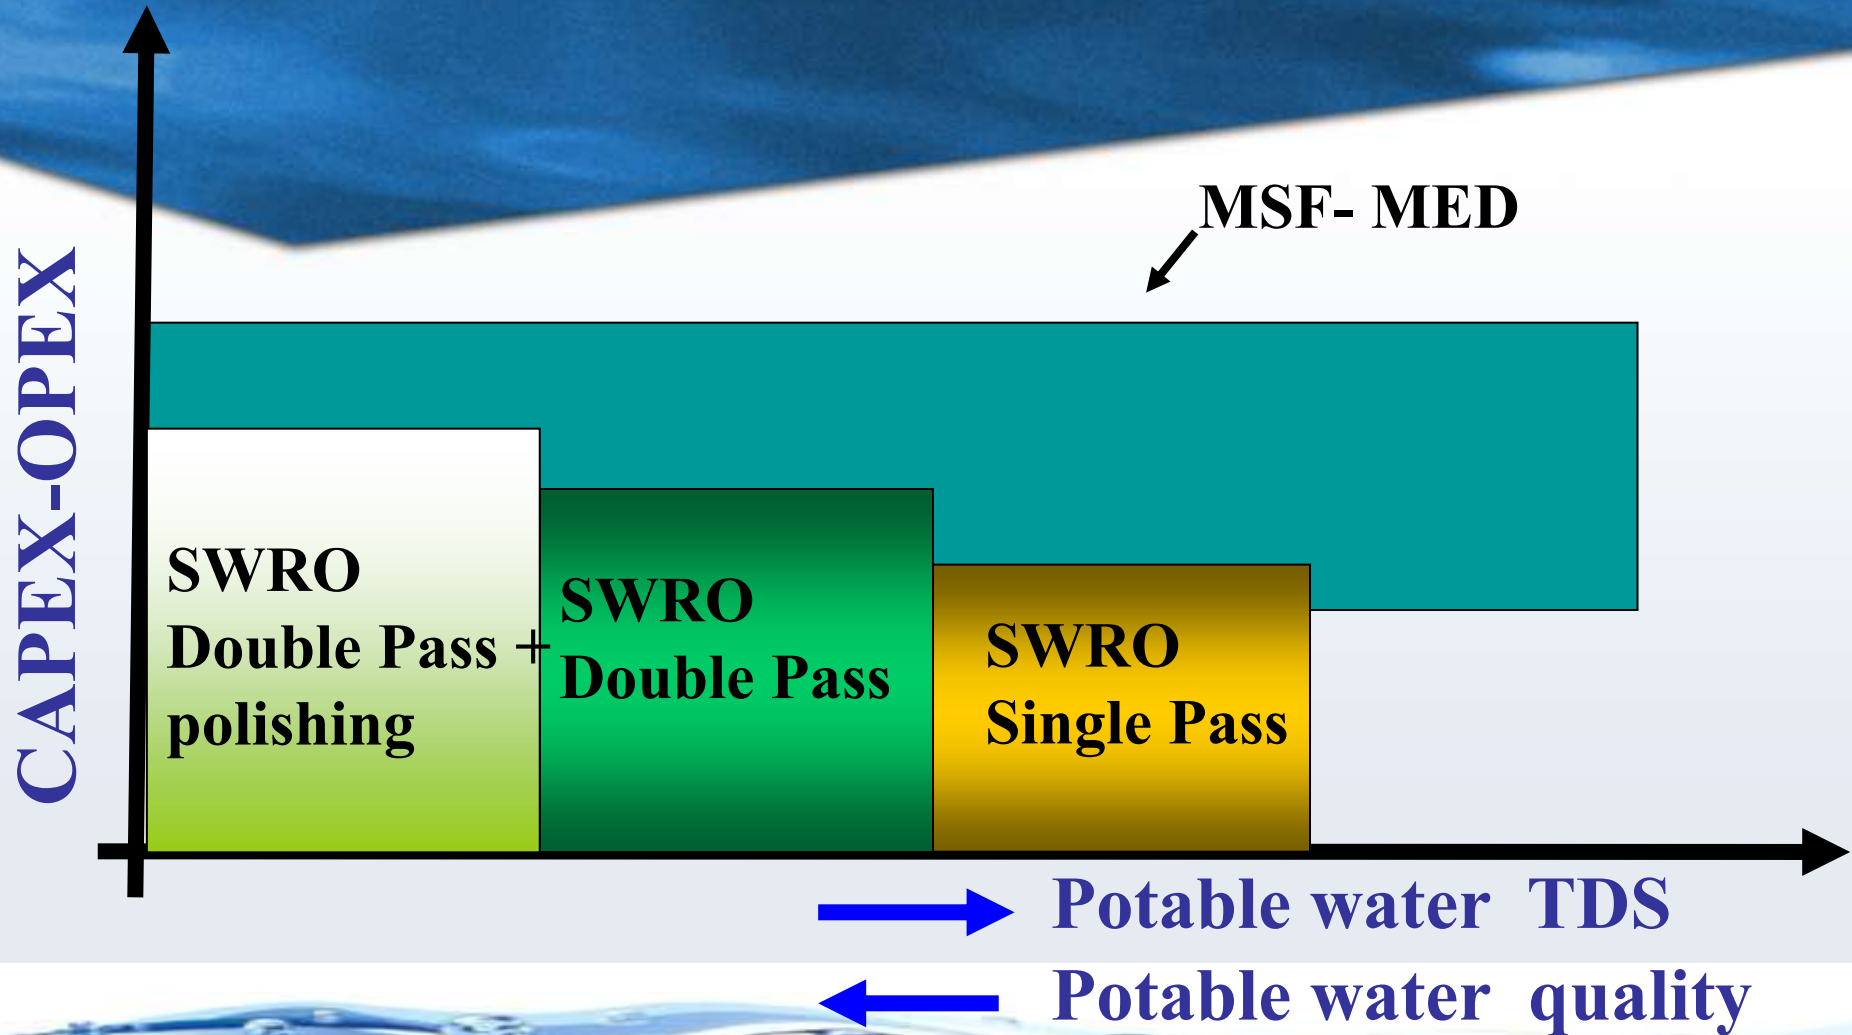 MSF- MED
CAPEX-OPEX
SWRO
Double Pass +
polishing
SWRO
Double Pass
SWRO
Single Pass
Potable water TDS
Potable water quality